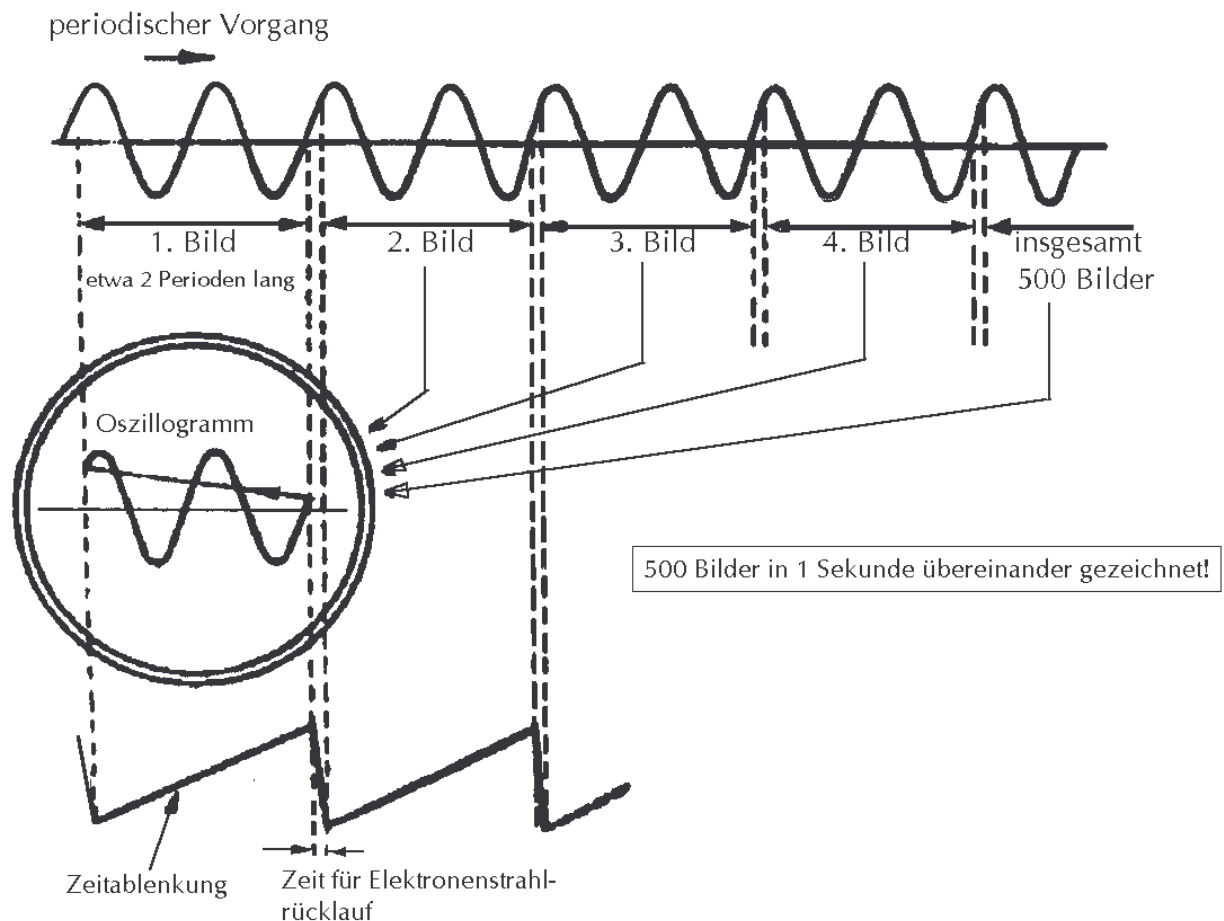 periodischer Vorgang
1. Bild
2. Bild
3. Bild
4. Bild
insgesamt
500 Bilder
etwa 2 Perioden lang
Oszillogramm
500 Bilder in 1 Sekunde übereinander gezeichnet!
Zeitablenkung
Zeit für Elektronenstrahl-
rücklauf